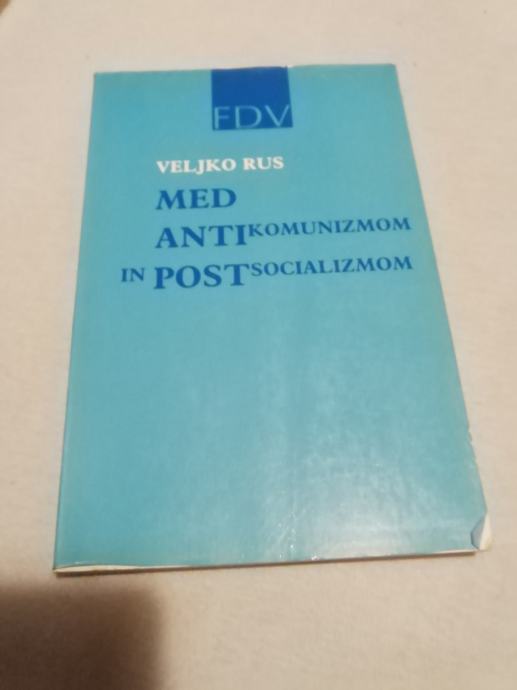 FDV
VELJKO RUS
MED
ANTIKOMUNIZMOM
IN POSTSOCIALIZMOM